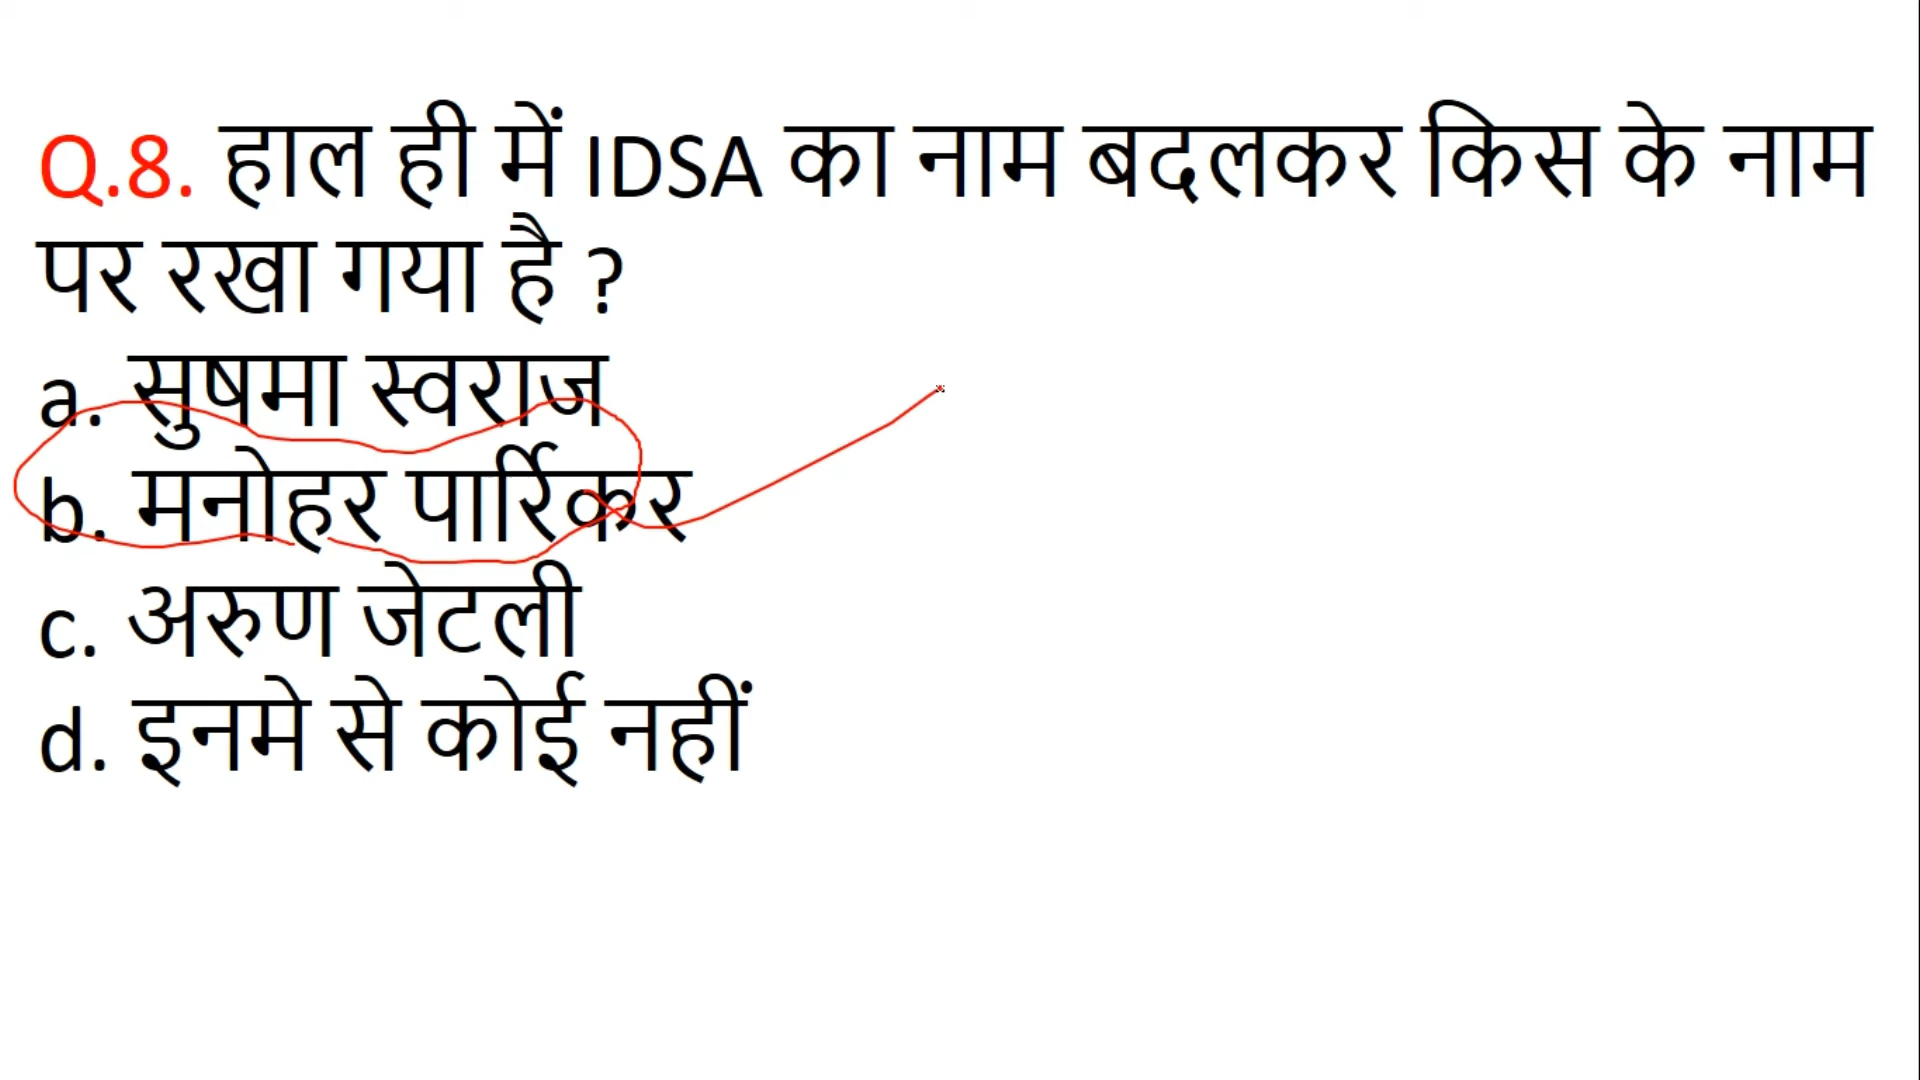 Q.8. हाल ही में IDSA का नाम बदलकर किस के नाम
पर रखा गया है ?
a. सुषमा स्वराज
b. मनोहर पार्रिकर
c. अरुण जेटली
d. इनमे से कोई नहीं